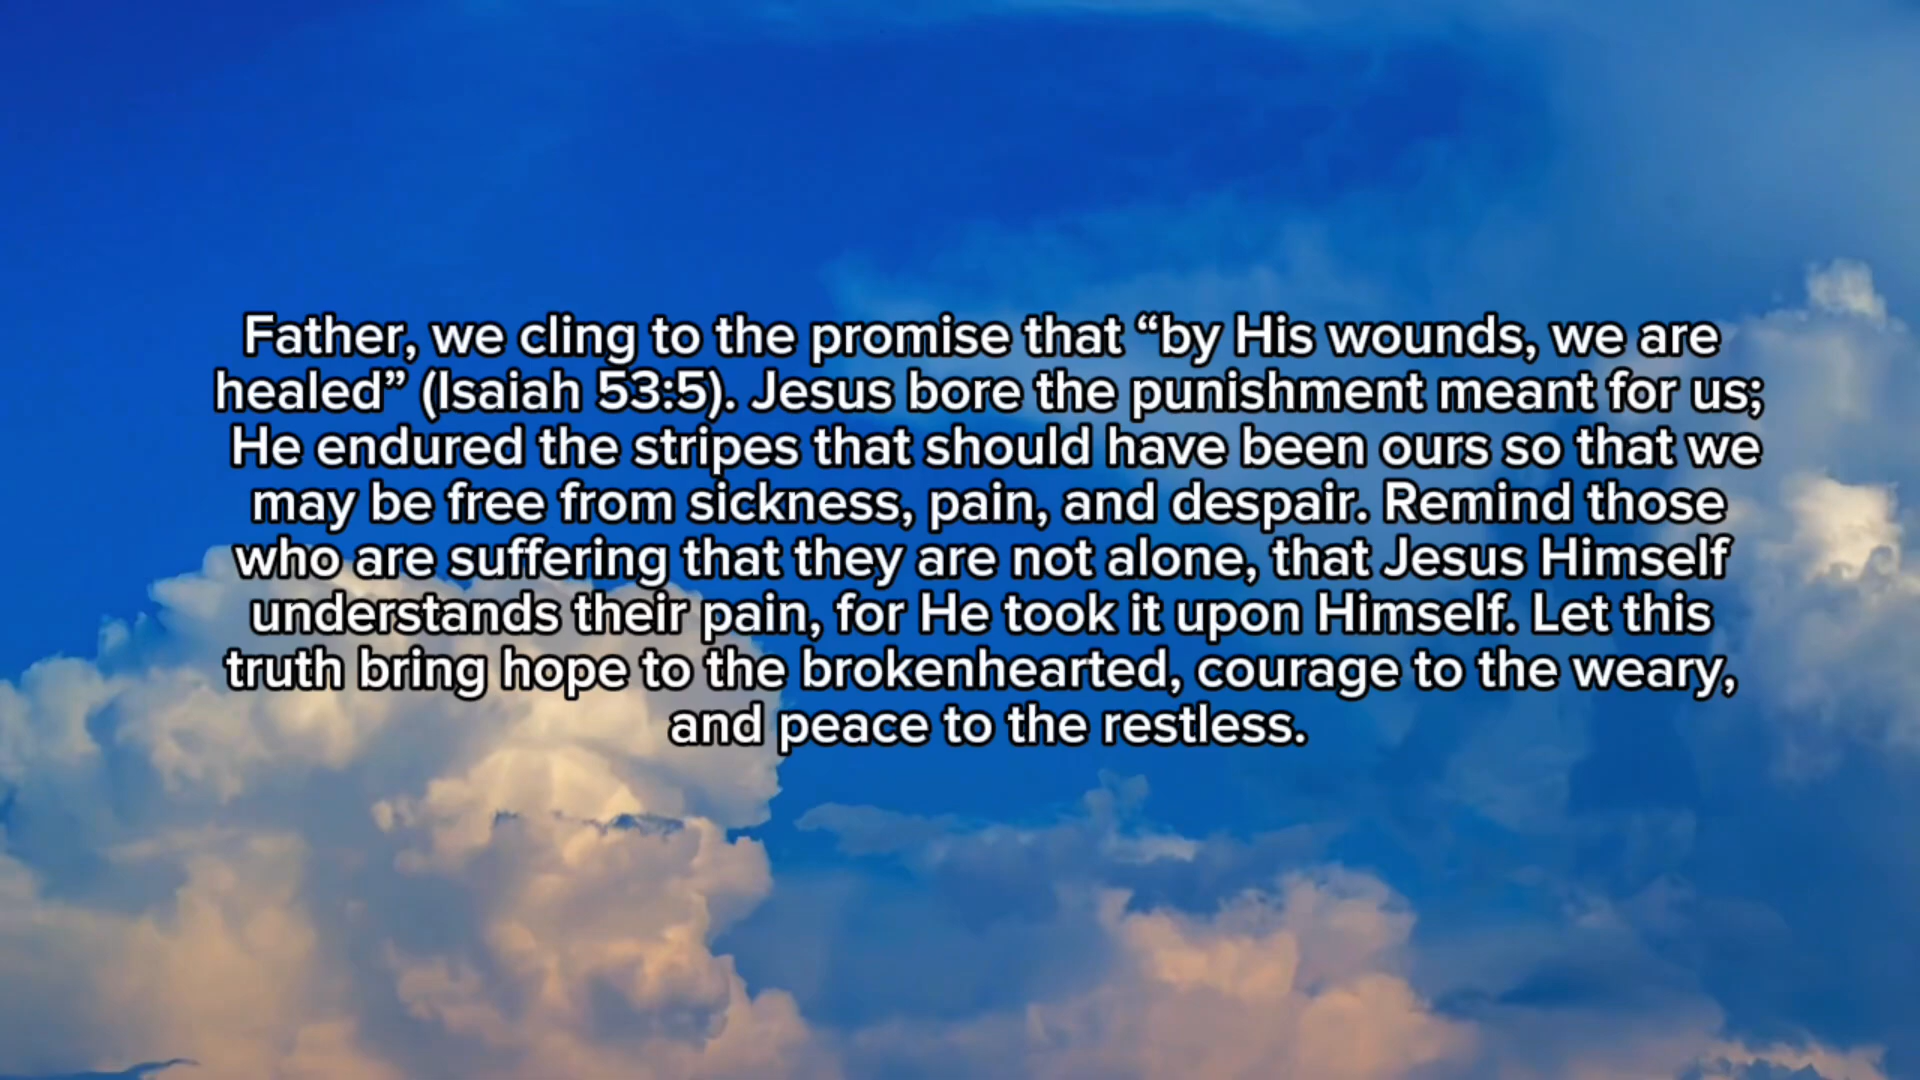 Father, we cling to the promise that “by His wounds, we are
healed” (Isaiah 53:5). Jesus bore the punishment meant for us;
He endured the stripes that should have been ours so that we
may be free from sickness, pain, and despair. Remind those
who are suffering that they are not alone, that Jesus Himself
understands their pain, for He took it upon Himself. Let this
truth bring hope to the brokenhearted, courage to the weary,
and peace to the restless.